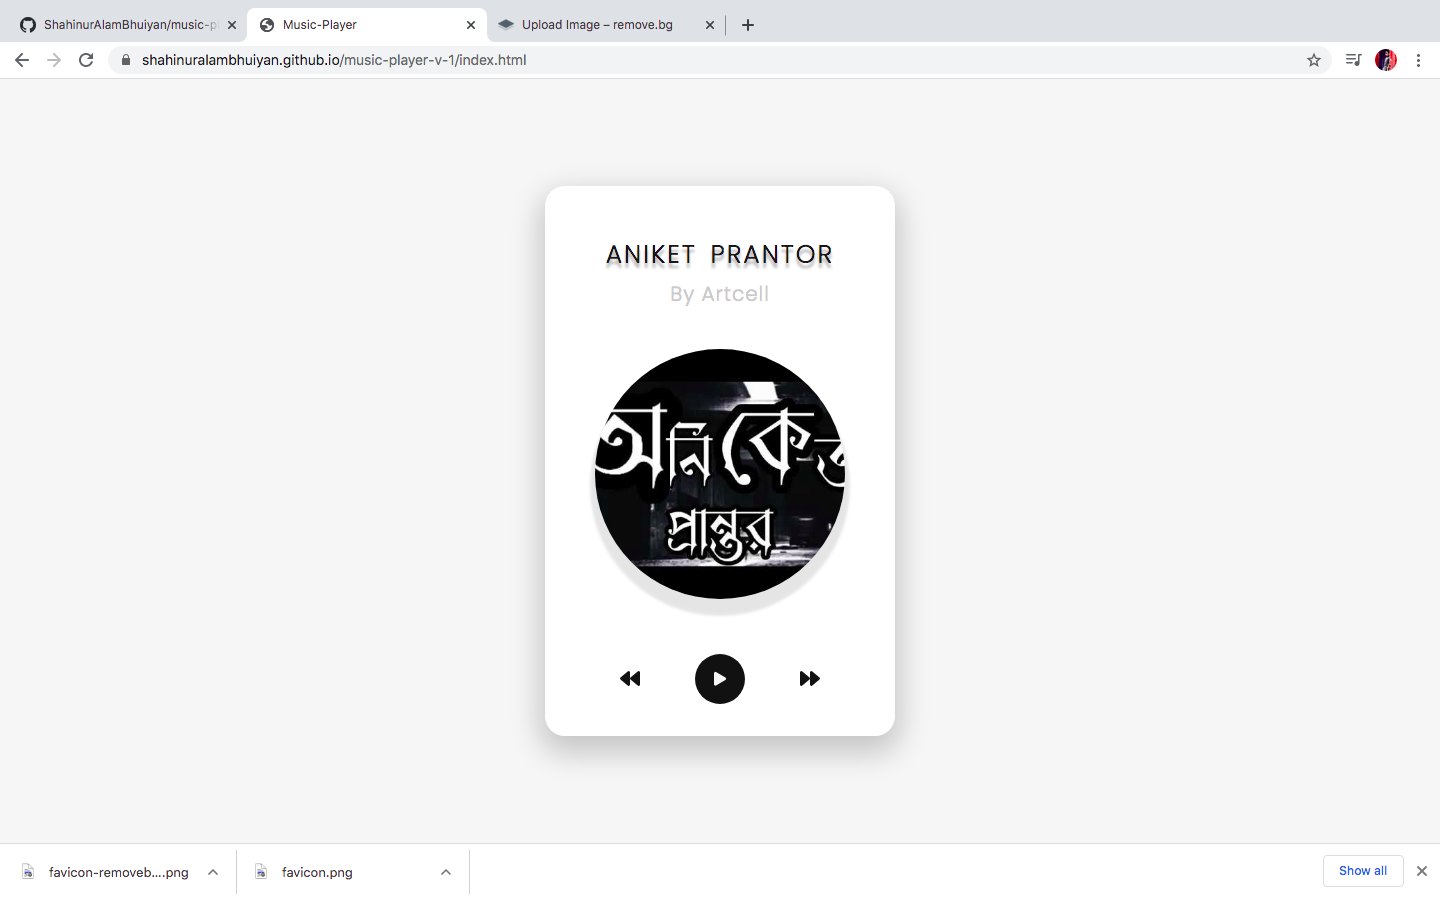 ShahinurAlamBhuiyan/music-p
Music-Player
Upload Image – remove.bg
shahinuralambhuiyan.github.io/music-player-v-1/index.html
ANIKET PRANTOR
By Artcell
অনিকেত
প্রান্তর
favicon-removeb....png
favicon.png
Show all